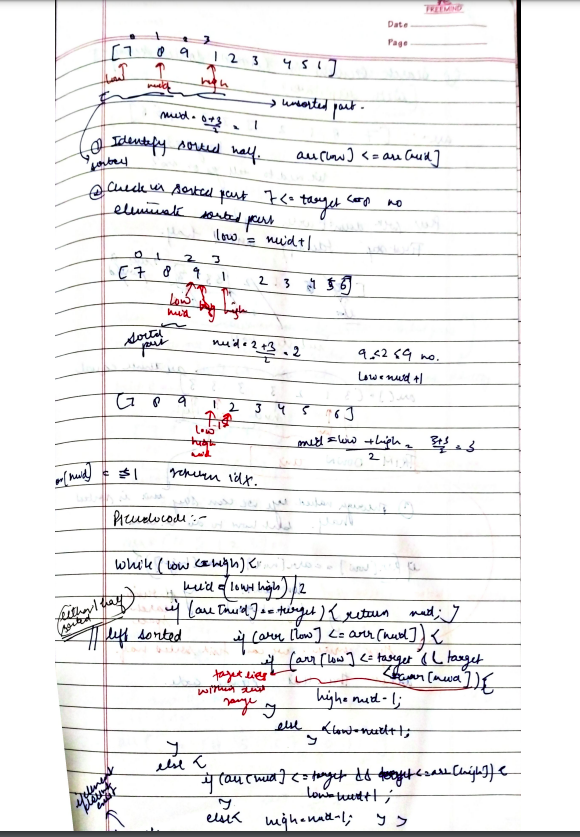 FREEMIND
Date
Page
0 1 2 3
[7 8 9 1 2 3 4 5 6]
low mid high
→ unsorted part.
mid = 0+3/2 = 1
① Identify sorted half. arr[low] <= arr[mid]
sorted
② Check in sorted part 7 <= target <= 8 no
eliminate sorted part
low = mid+1
0 1 2 3
[7 8 9 1 2 3 4 5 6]
low high
mid
sorted part
mid = 2+3/2 = 2 9 ≤ 2 ≤ 9 no.
low = mid+1
[7 8 9 1 2 3 4 5 6]
low
high
mid
mid = low + high / 2 = 3+3/2 = 3
arr[mid] = 1 return idx.
Pseudocode :-
while (low <= high) {
mid = (low + high)/2
if (arr[mid] == target) { return mid; }
either 1 half sorted
// left sorted if (arr[low] <= arr[mid]) {
if (arr[low] <= target && target
<= arr[mid]) {
target lies within this range
high = mid-1;
}
else { low = mid+1;
}
}
else {
if (arr[mid] <= target && target <= arr[high]) {
low = mid+1;
}
else { high = mid-1; } }
if element